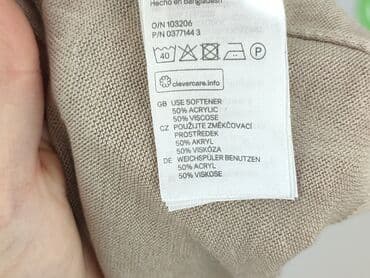 Hecho en Bangladesh
O/N 103206
P/N 0377144 3
40 P
clevercare.info
GB USE SOFTENER
50% ACRYLIC
50% VISCOSE
CZ POUŽIJTE ZMĚKČOVACÍ
PROSTŘEDEK
50% AKRYL
50% VISKÓZA
DE WEICHSPÜLER BENUTZEN
50% ACRYL
50% VISKOSE